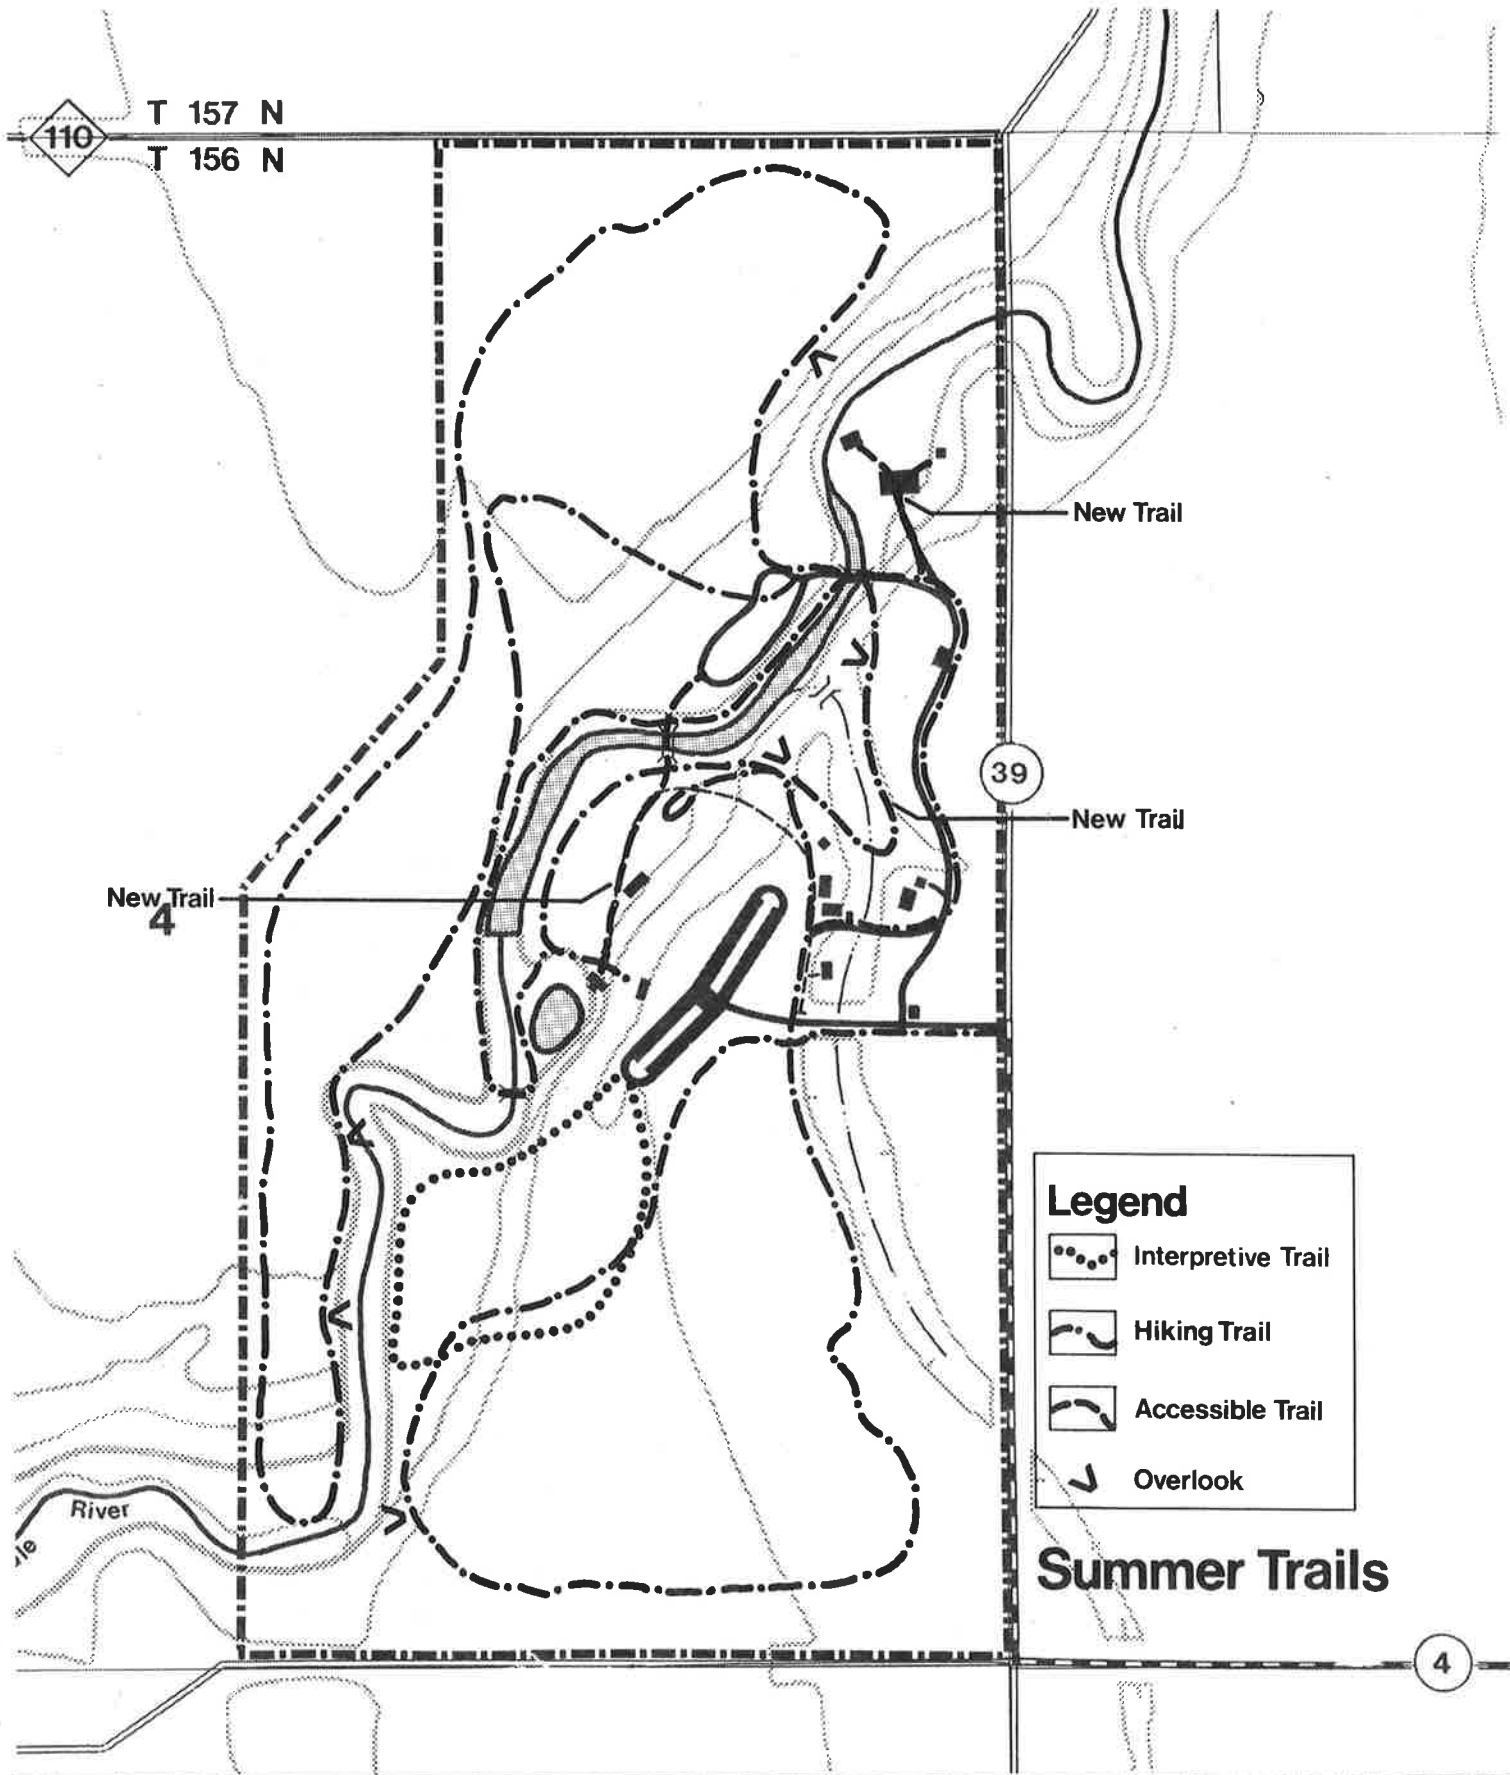 T 157 N
110
T 156 N
New Trail
39
New Trail
New Trail
4
Legend
Interpretive Trail
Hiking Trail
Accessible Trail
Overlook
River
Summer Trails
4